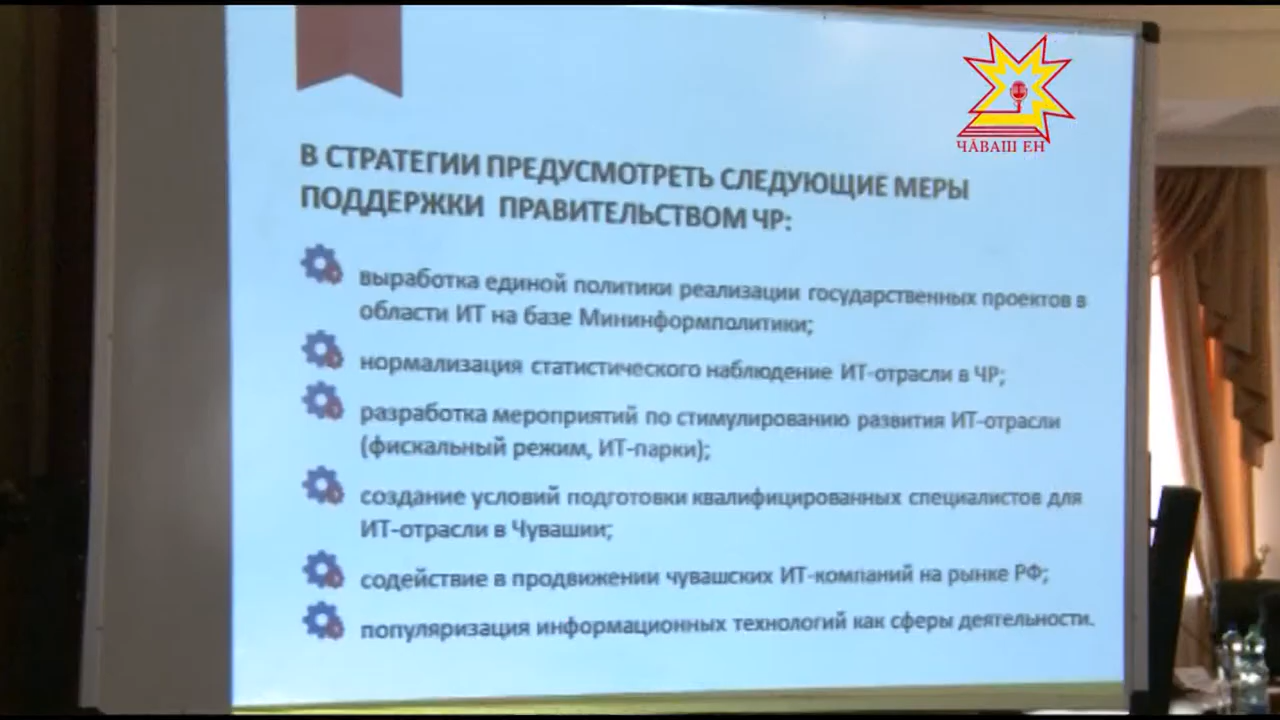 ЧӐВАШ ЕН
В СТРАТЕГИИ ПРЕДУСМОТРЕТЬ СЛЕДУЮЩИЕ МЕРЫ
ПОДДЕРЖКИ ПРАВИТЕЛЬСТВОМ ЧР:
выработка единой политики реализации государственных проектов в
области ИТ на базе Мининформполитики;
нормализация статистического наблюдение ИТ-отрасли в ЧР;
разработка мероприятий по стимулированию развития ИТ-отрасли
(фискальный режим, ИТ-парки);
создание условий подготовки квалифицированных специалистов для
ИТ-отрасли в Чувашии;
содействие в продвижении чувашских ИТ-компаний на рынке РФ;
популяризация информационных технологий как сферы деятельности.